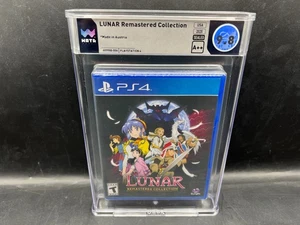 WATA
LUNAR Remastered Collection
*Made in Austria
9.8
A++
PS4
LUNAR
REMASTERED COLLECTION
T